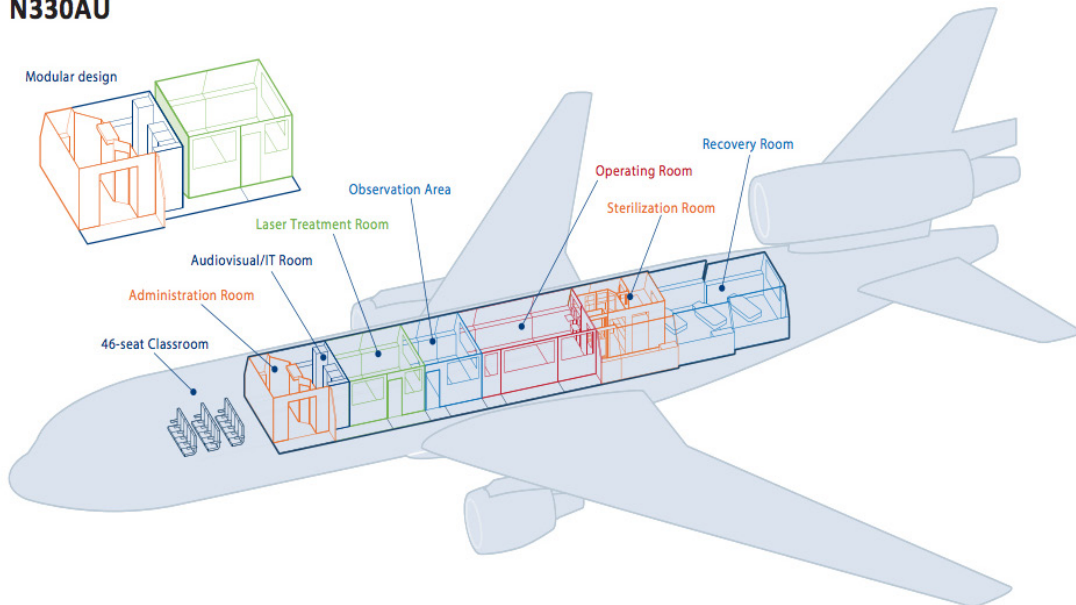 N330AU
Modular design
Recovery Room
Operating Room
Observation Area
Sterilization Room
Laser Treatment Room
Audiovisual/IT Room
Administration Room
46-seat Classroom